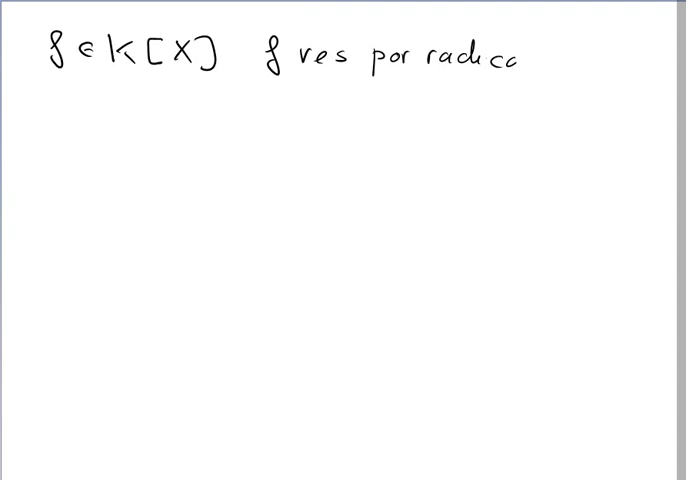 f ∈ K[X] f res por radica